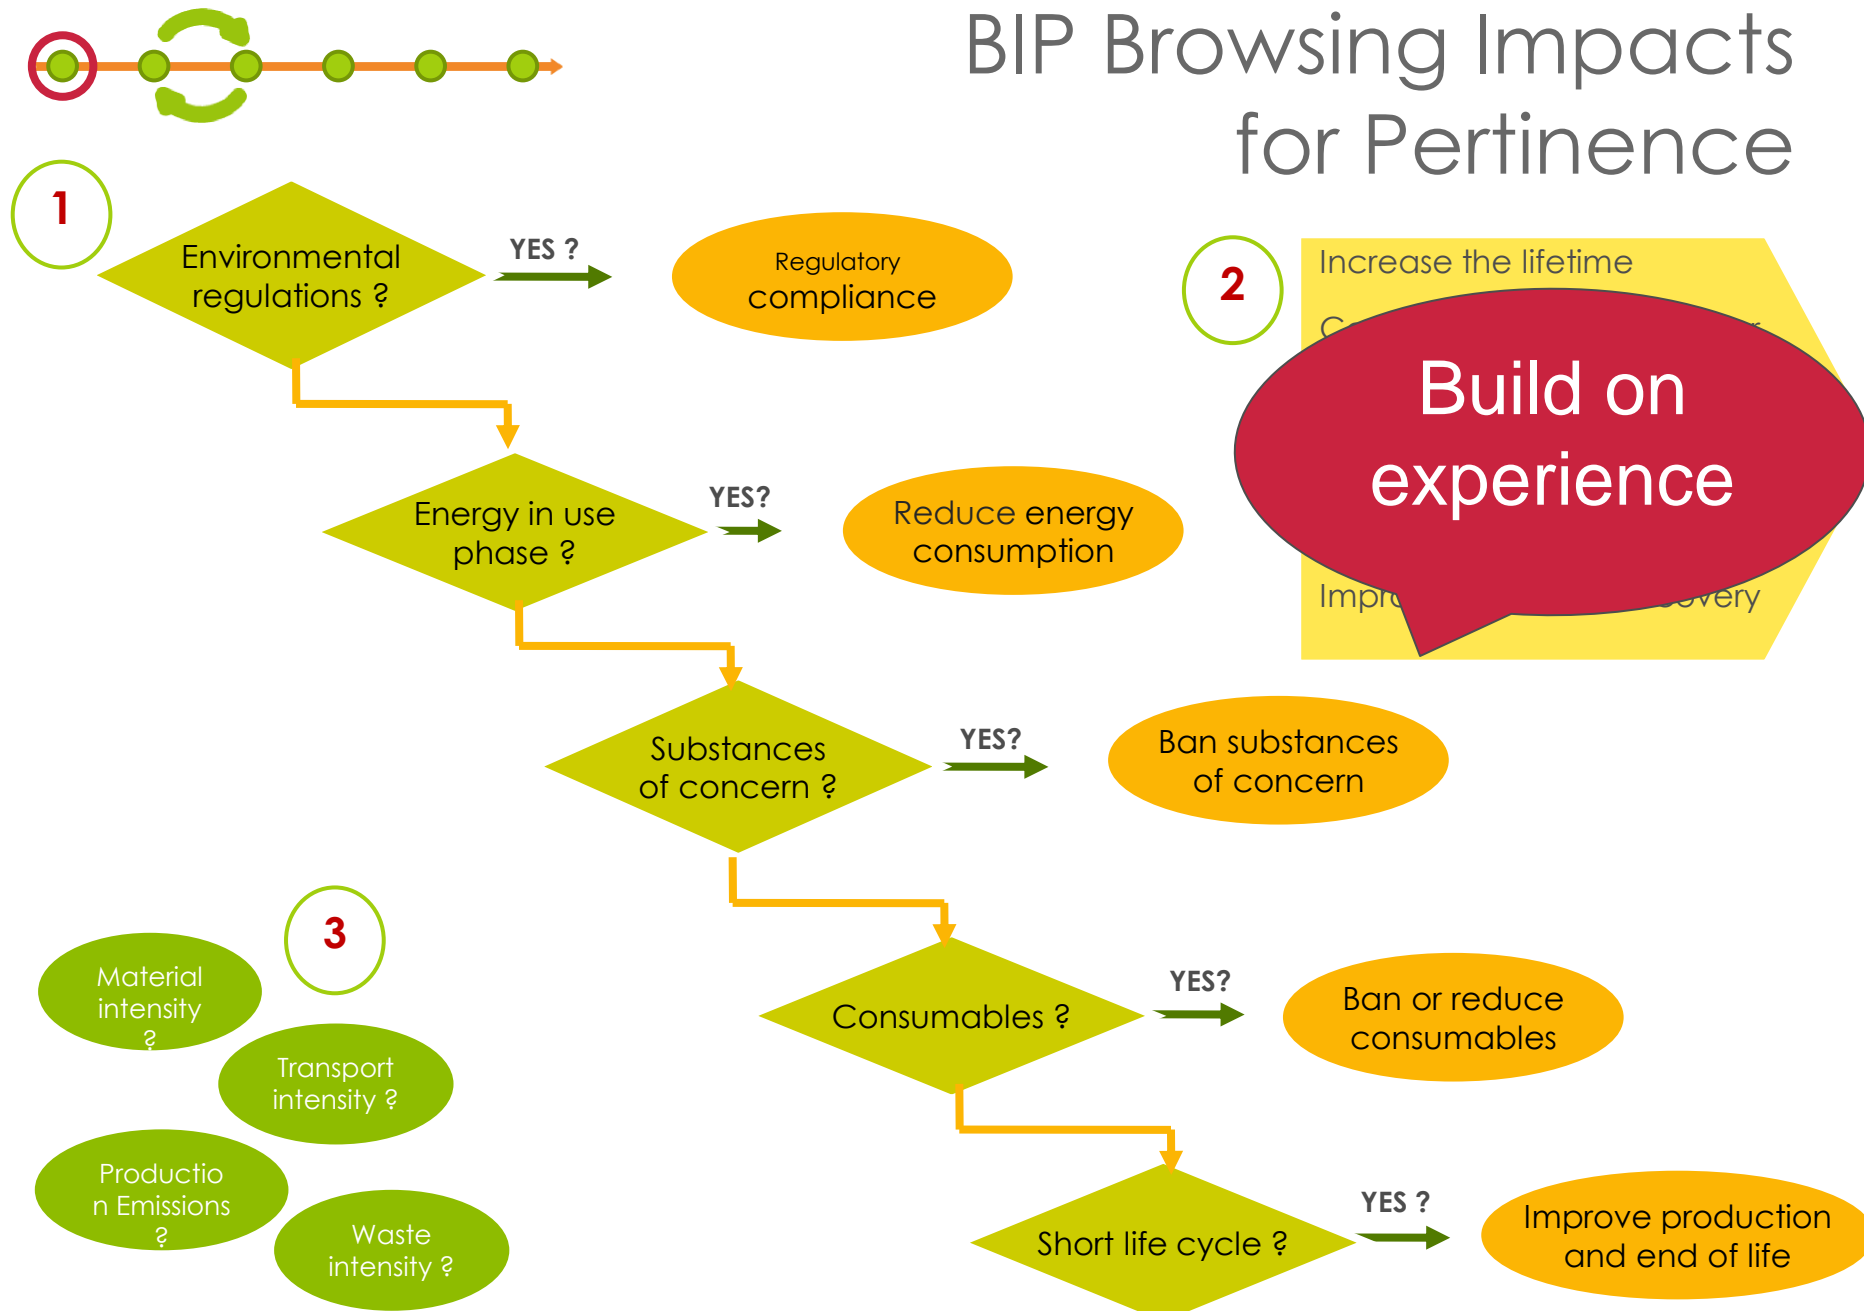 BIP Browsing Impacts
for Pertinence
1
Environmental
regulations ?
YES ?
Regulatory
compliance
2
Increase the lifetime
Build on
experience
Energy in use
phase ?
YES?
Reduce energy
consumption
Substances
of concern ?
YES?
Ban substances
of concern
3
Material
intensity
?
Transport
intensity ?
Productio
n Emissions
?
Waste
intensity ?
Consumables ?
YES?
Ban or reduce
consumables
Short life cycle ?
YES ?
Improve production
and end of life